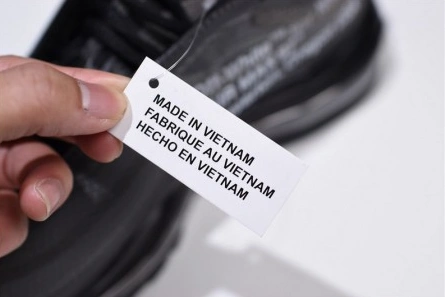 MADE IN VIETNAM
FABRIQUE AU VIETNAM
HECHO EN VIETNAM